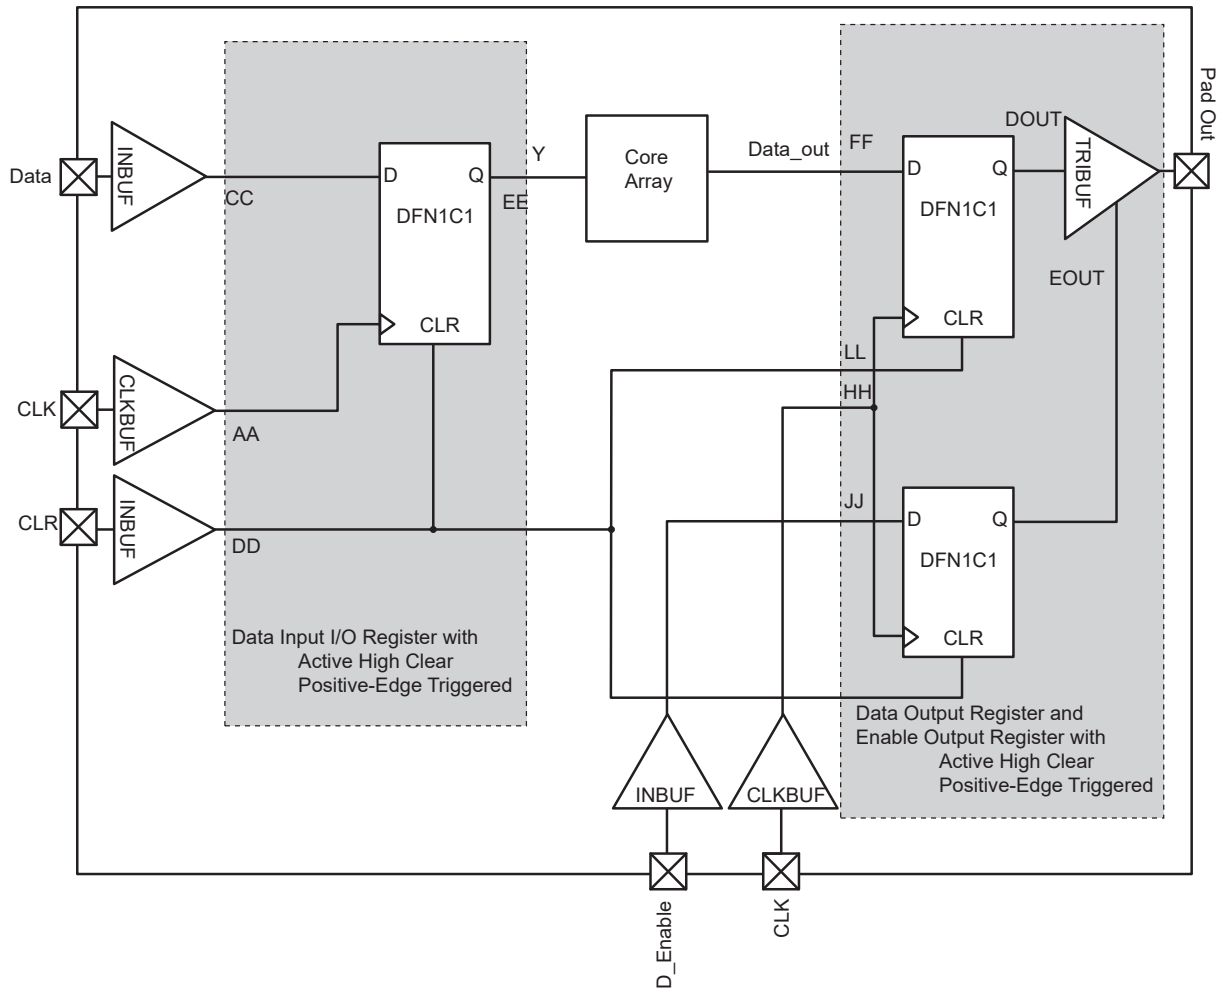 Pad Out
DOUT
INBUF
TRIBUF
Data
Y
Core
Array
Data_out
FF
D
Q
D
Q
CC
EE
DFN1C1
DFN1C1
EOUT
CLR
CLR
LL
HH
CLK
CLKBUF
AA
JJ
CLR
INBUF
DD
D
Q
DFN1C1
CLR
Data Input I/O Register with
Active High Clear
Positive-Edge Triggered
Data Output Register and
Enable Output Register with
Active High Clear
Positive-Edge Triggered
INBUF
CLKBUF
D_Enable
CLK